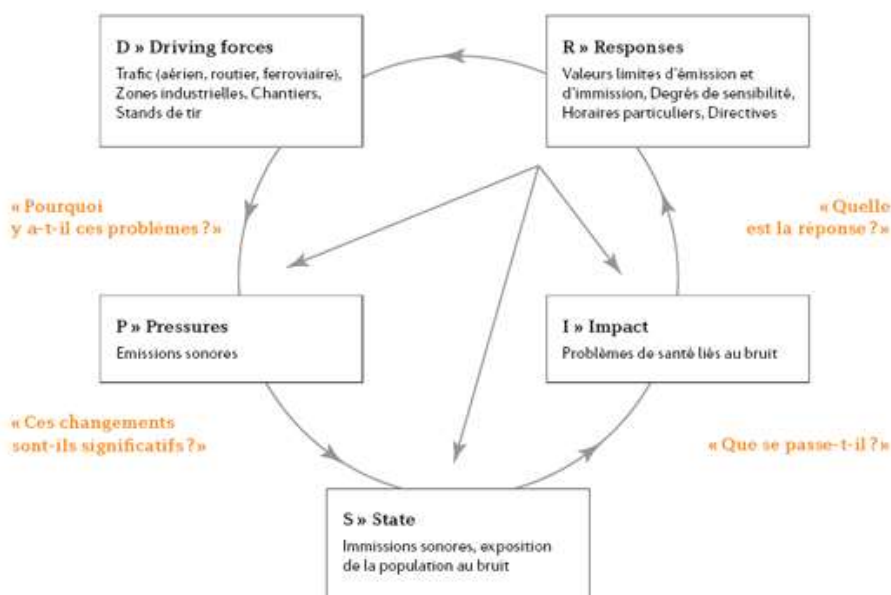 D » Driving forces
Trafic (aérien, routier, ferroviaire),
Zones industrielles, Chantiers,
Stands de tir
R » Responses
Valeurs limites d'émission et
d'immission, Degrés de sensibilité,
Horaires particuliers, Directives
« Pourquoi
y a-t-il ces problèmes ? »
« Quelle
est la réponse ? »
P » Pressures
Emissions sonores
I » Impact
Problèmes de santé liés au bruit
« Ces changements
sont-ils significatifs ? »
« Que se passe-t-il ? »
S » State
Immissions sonores, exposition
de la population au bruit